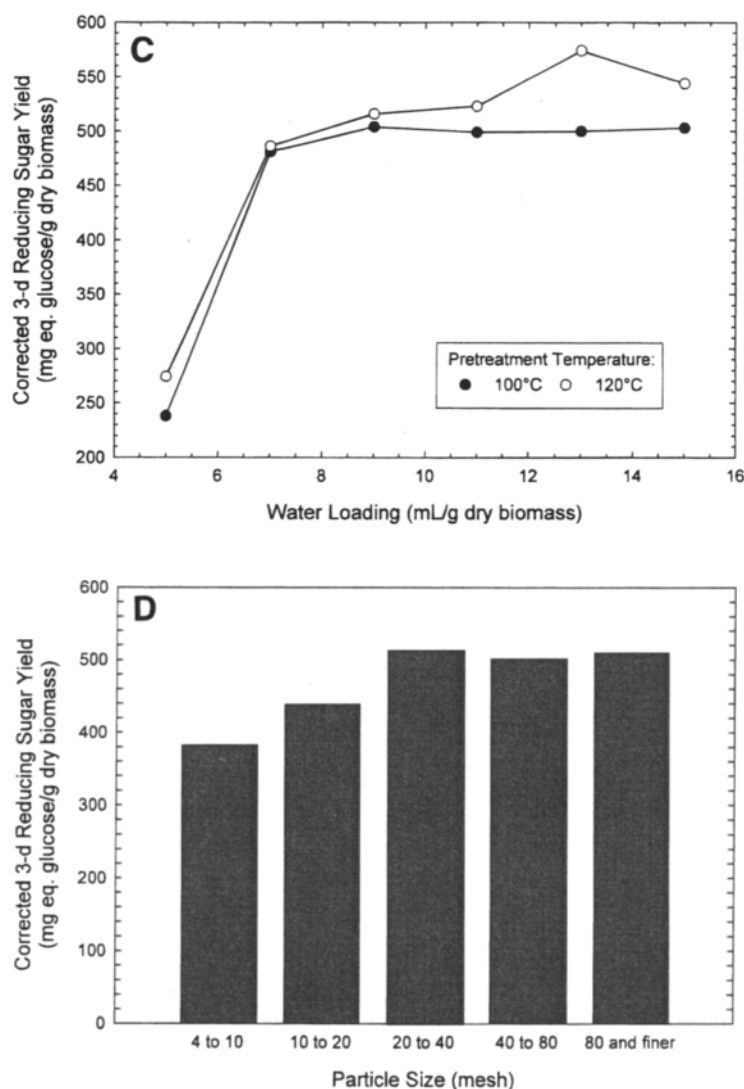 C
600
550
500
450
400
350
300
250
200
Corrected 3-d Reducing Sugar Yield
(mg eq. glucose/g dry biomass)
Pretreatment Temperature:
100°C 120°C
4 6 8 10 12 14 16
Water Loading (mL/g dry biomass)
D
600
500
400
300
200
100
0
Corrected 3-d Reducing Sugar Yield
(mg eq. glucose/g dry biomass)
4 to 10 10 to 20 20 to 40 40 to 80 80 and finer
Particle Size (mesh)